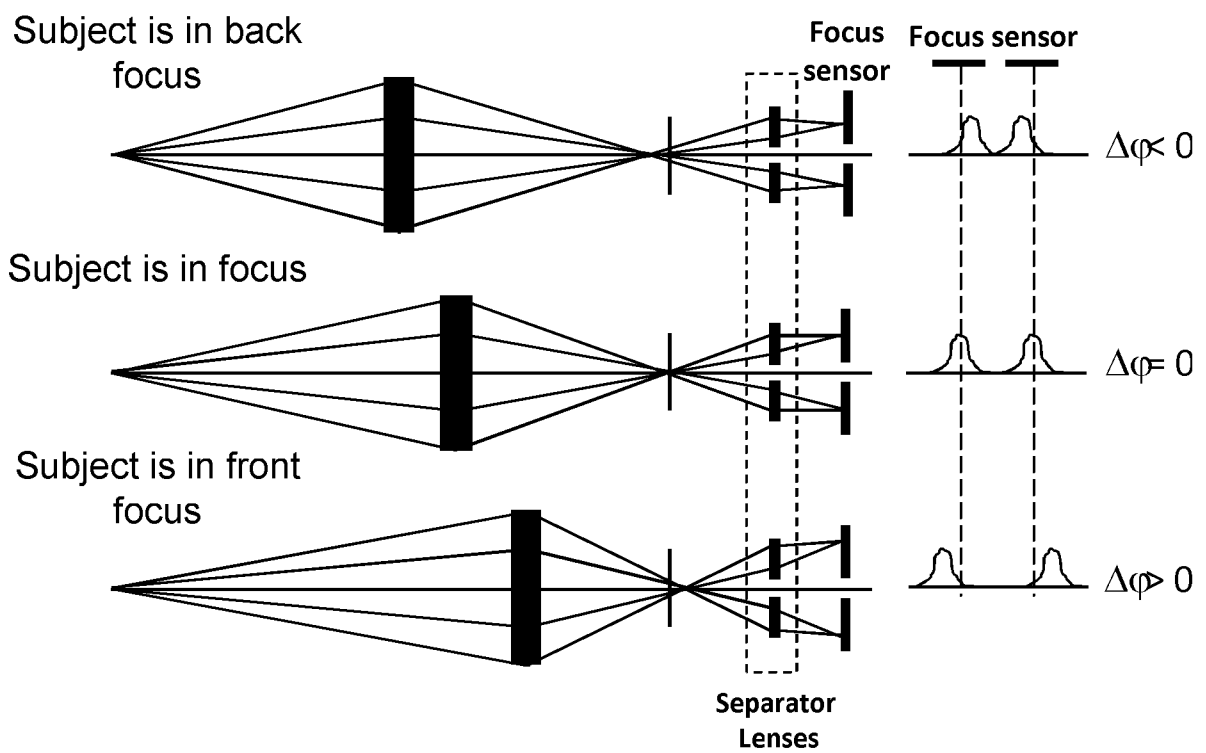 Subject is in back
focus
Focus
sensor
Focus sensor
Δφ< 0
Subject is in focus
Δφ= 0
Subject is in front
focus
Δφ> 0
Separator
Lenses